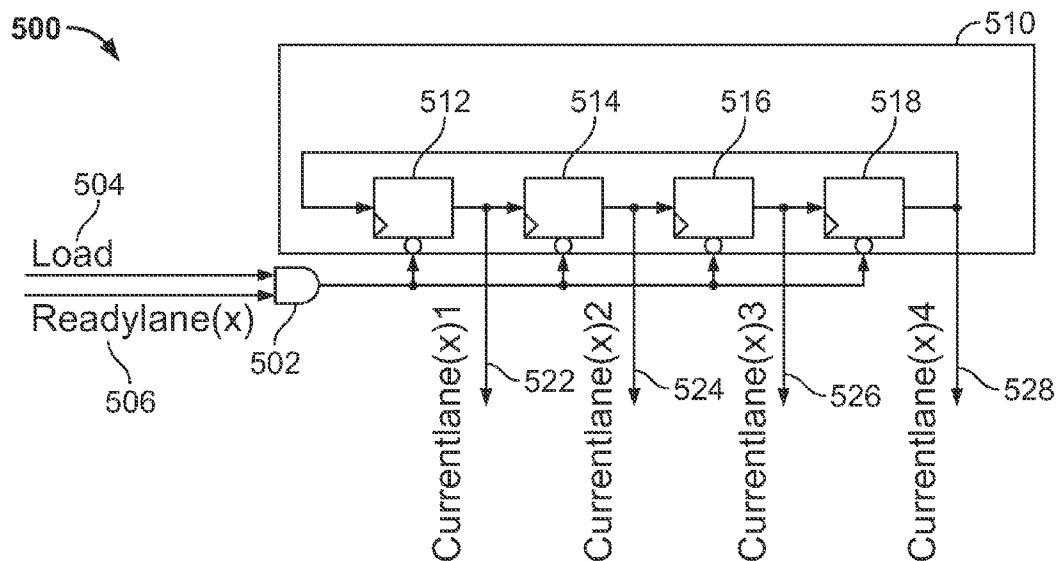 500
510
512
514
516
518
504
Load
Readylane(x)
502
506
Currentlane(x)1
522
Currentlane(x)2
524
Currentlane(x)3
526
Currentlane(x)4
528